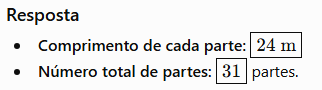 Resposta
• Comprimento de cada parte: 24 m
• Número total de partes: 31 partes.